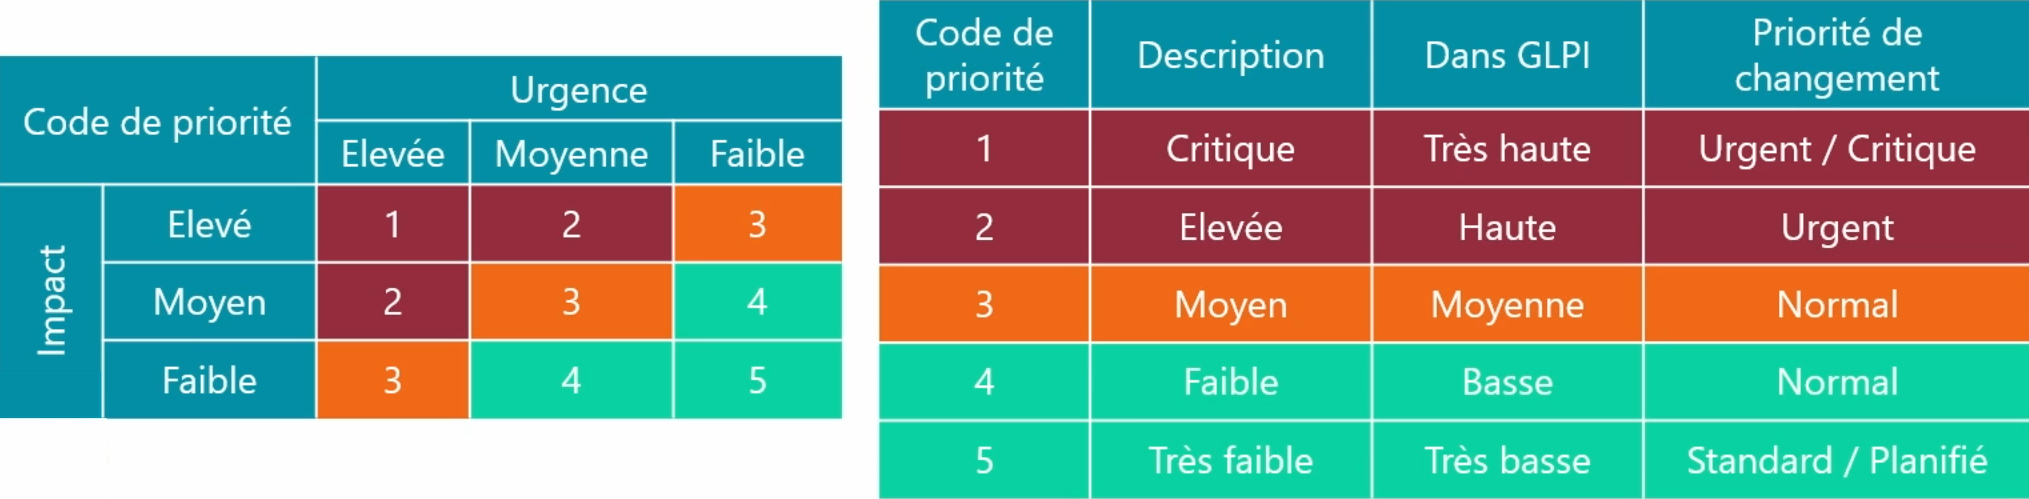 Code de priorité
Urgence
Elevée Moyenne Faible
Impact
Elevé 1 2 3
Moyen 2 3 4
Faible 3 4 5
Code de
priorité
Description
Dans GLPI
Priorité de
changement
1 Critique Très haute Urgent / Critique
2 Elevée Haute Urgent
3 Moyen Moyenne Normal
4 Faible Basse Normal
5 Très faible Très basse Standard / Planifié